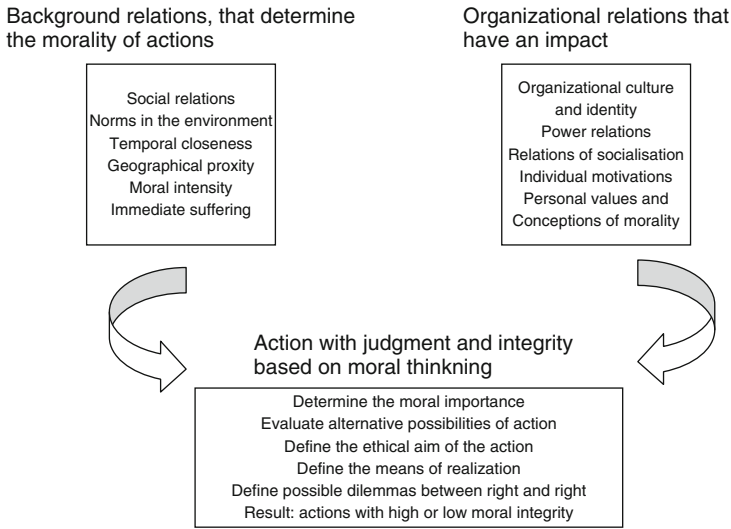 Background relations, that determine
the morality of actions
Social relations
Norms in the environment
Temporal closeness
Geographical proxity
Moral intensity
Immediate suffering
Organizational relations that
have an impact
Organizational culture
and identity
Power relations
Relations of socialisation
Individual motivations
Personal values and
Conceptions of morality
Action with judgment and integrity
based on moral thinkning
Determine the moral importance
Evaluate alternative possibilities of action
Define the ethical aim of the action
Define the means of realization
Define possible dilemmas between right and right
Result: actions with high or low moral integrity